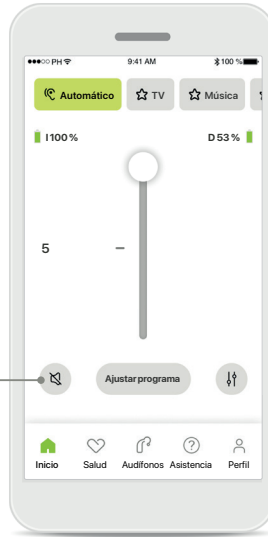 PH 9:41 AM 100 %
Automático TV Música
I 100 % D 53 %
5
Ajustar programa
Inicio Salud Audífonos Asistencia Perfil